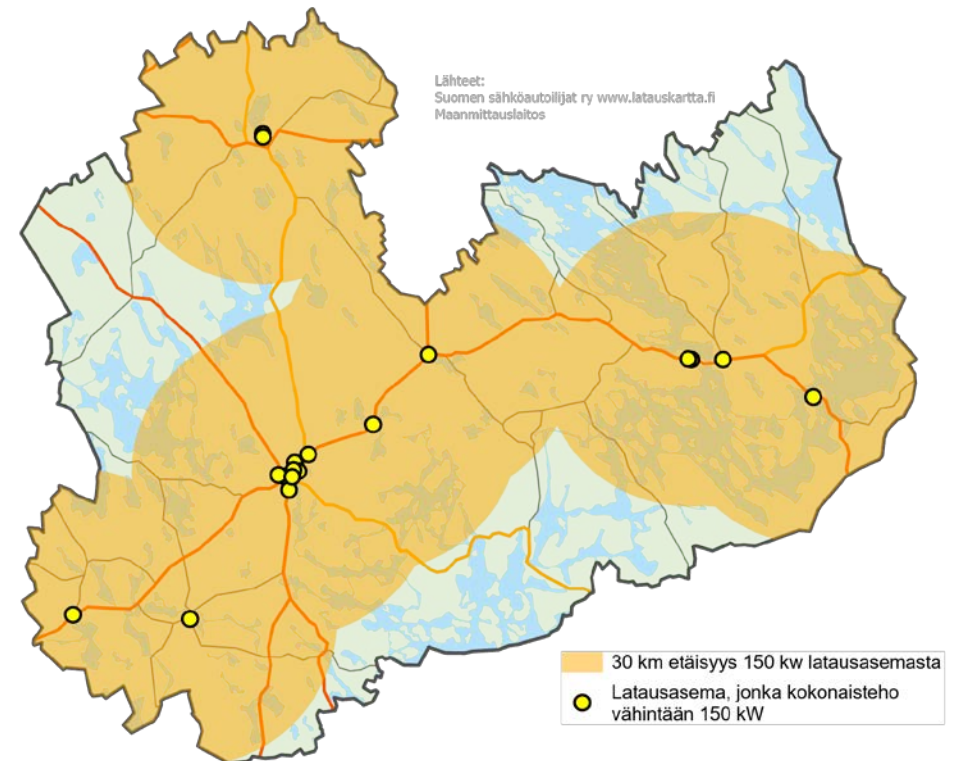 Lähteet:
Suomen sähköautoilijat ry www.latauskartta.fi
Maanmittauslaitos
30 km etäisyys 150 kw latausasemasta
Latausasema, jonka kokonaisteho
vähintään 150 kW